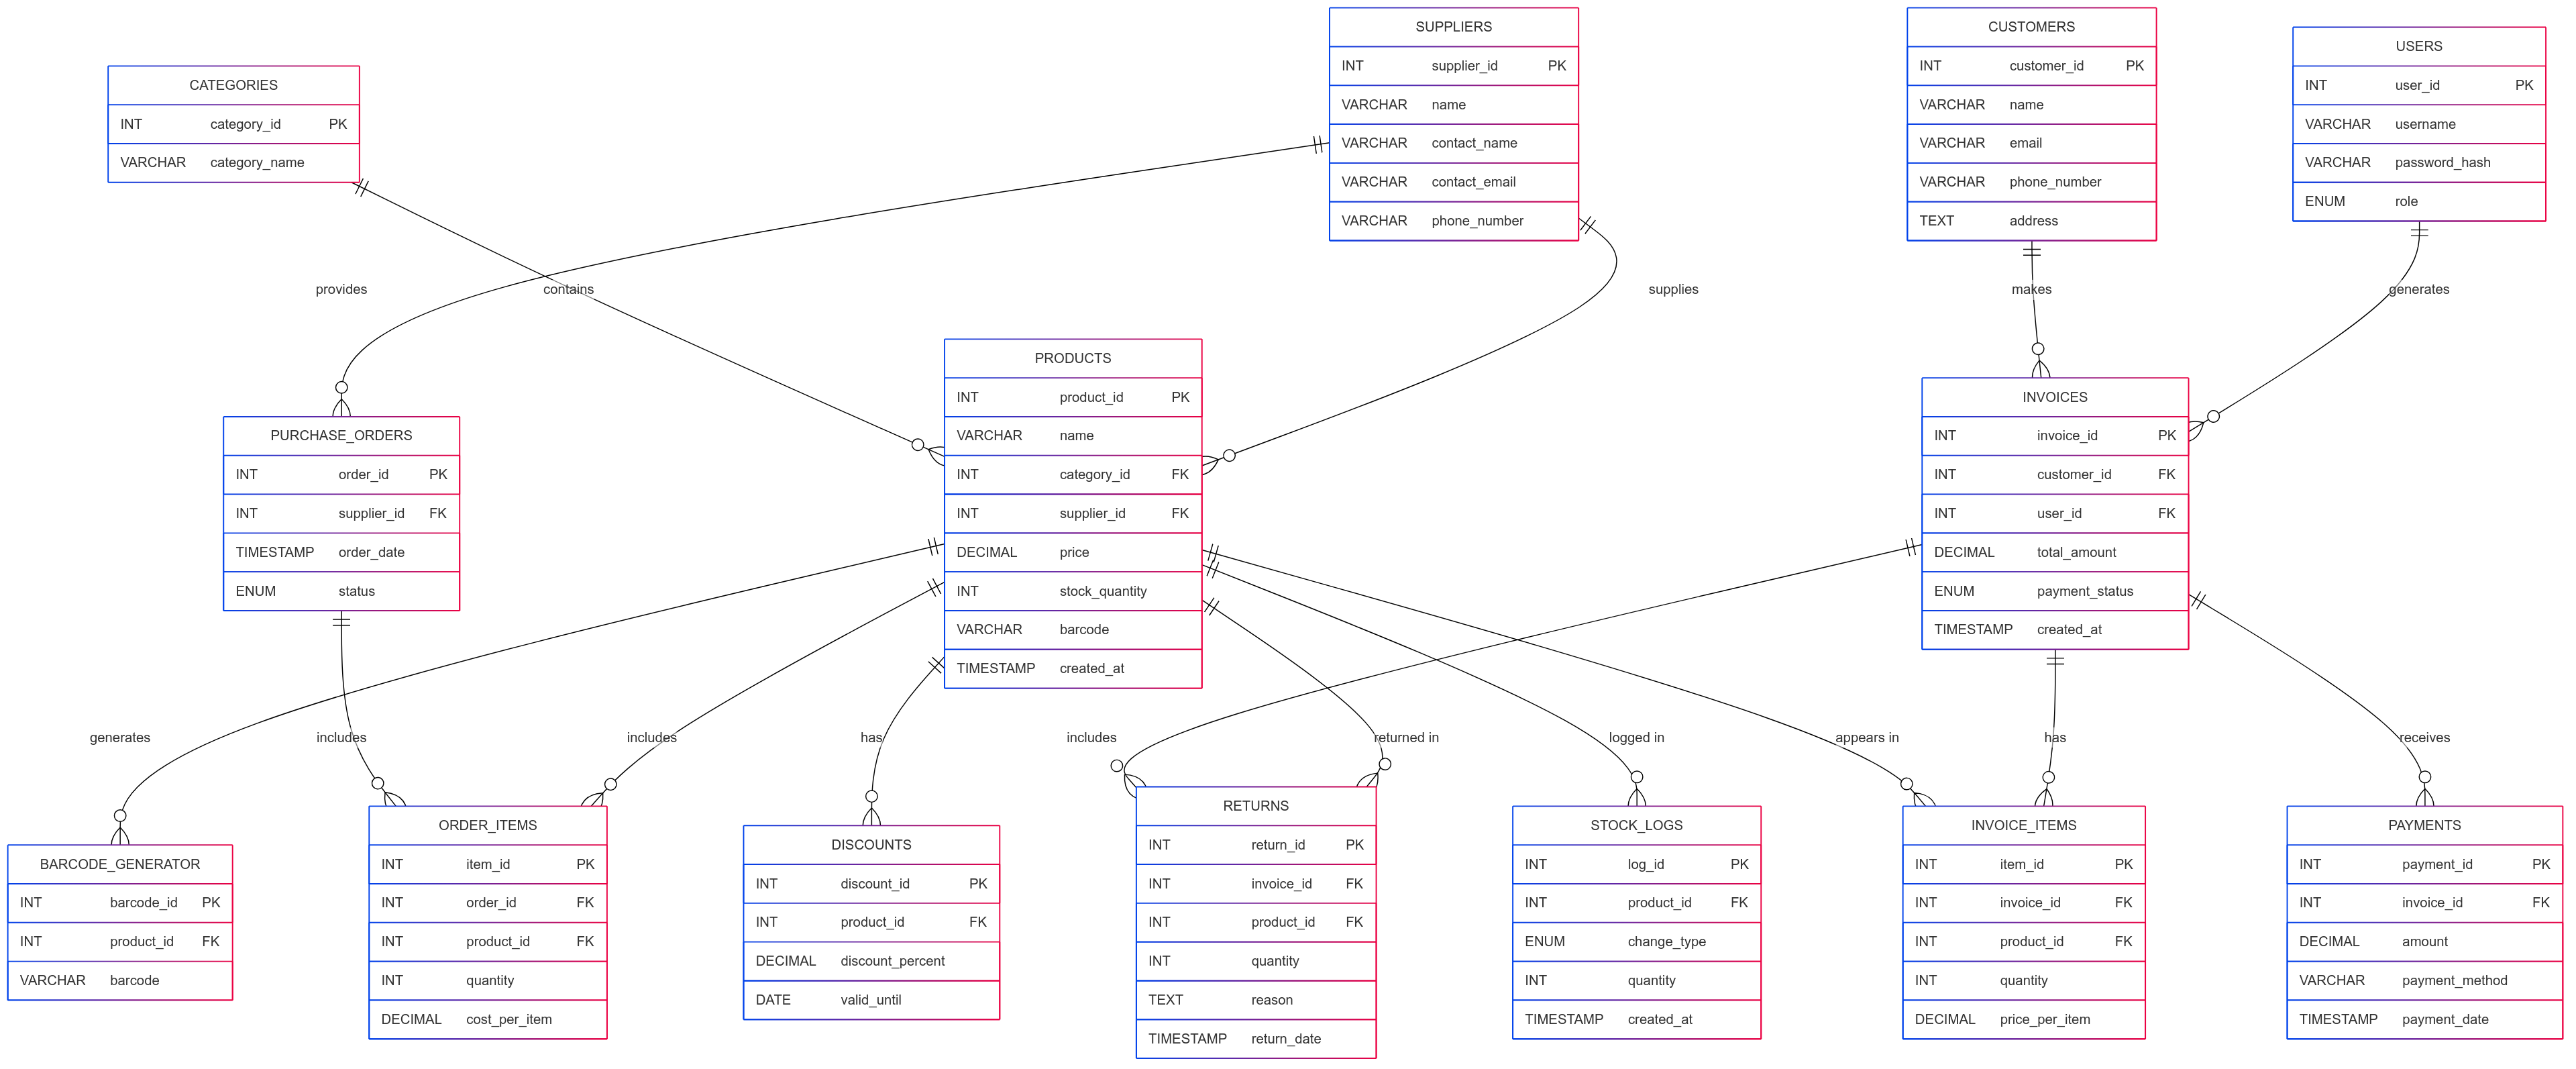 SUPPLIERS
INT supplier_id PK
VARCHAR name
VARCHAR contact_name
VARCHAR contact_email
VARCHAR phone_number
CUSTOMERS
INT customer_id PK
VARCHAR name
VARCHAR email
VARCHAR phone_number
TEXT address
USERS
INT user_id PK
VARCHAR username
VARCHAR password_hash
ENUM role
CATEGORIES
INT category_id PK
VARCHAR category_name
provides
contains
supplies
makes
generates
PRODUCTS
INT product_id PK
VARCHAR name
INT category_id FK
INT supplier_id FK
DECIMAL price
INT stock_quantity
VARCHAR barcode
TIMESTAMP created_at
INVOICES
INT invoice_id PK
INT customer_id FK
INT user_id FK
DECIMAL total_amount
ENUM payment_status
TIMESTAMP created_at
PURCHASE_ORDERS
INT order_id PK
INT supplier_id FK
TIMESTAMP order_date
ENUM status
generates
includes
includes
has
includes
returned in
logged in
appears in
has
receives
BARCODE_GENERATOR
INT barcode_id PK
INT product_id FK
VARCHAR barcode
ORDER_ITEMS
INT item_id PK
INT order_id FK
INT product_id FK
INT quantity
DECIMAL cost_per_item
DISCOUNTS
INT discount_id PK
INT product_id FK
DECIMAL discount_percent
DATE valid_until
RETURNS
INT return_id PK
INT invoice_id FK
INT product_id FK
INT quantity
TEXT reason
TIMESTAMP return_date
STOCK_LOGS
INT log_id PK
INT product_id FK
ENUM change_type
INT quantity
TIMESTAMP created_at
INVOICE_ITEMS
INT item_id PK
INT invoice_id FK
INT product_id FK
INT quantity
DECIMAL price_per_item
PAYMENTS
INT payment_id PK
INT invoice_id FK
DECIMAL amount
VARCHAR payment_method
TIMESTAMP payment_date